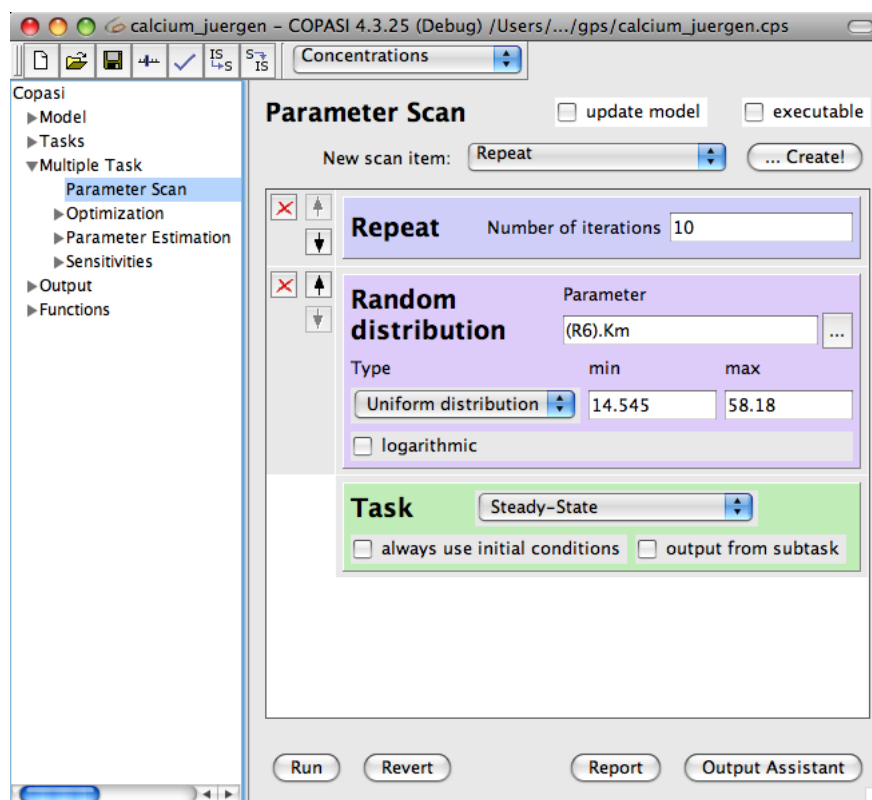 calcium_juergen – COPASI 4.3.25 (Debug) /Users/.../gps/calcium_juergen.cps
IS S S IS Concentrations
Copasi
Model
Tasks
Multiple Task
Parameter Scan
Optimization
Parameter Estimation
Sensitivities
Output
Functions
Parameter Scan update model executable
New scan item: Repeat ... Create!
Repeat Number of iterations 10
Random distribution
Parameter
(R6).Km ...
Type min max
Uniform distribution 14.545 58.18
logarithmic
Task Steady-State
always use initial conditions output from subtask
Run Revert Report Output Assistant